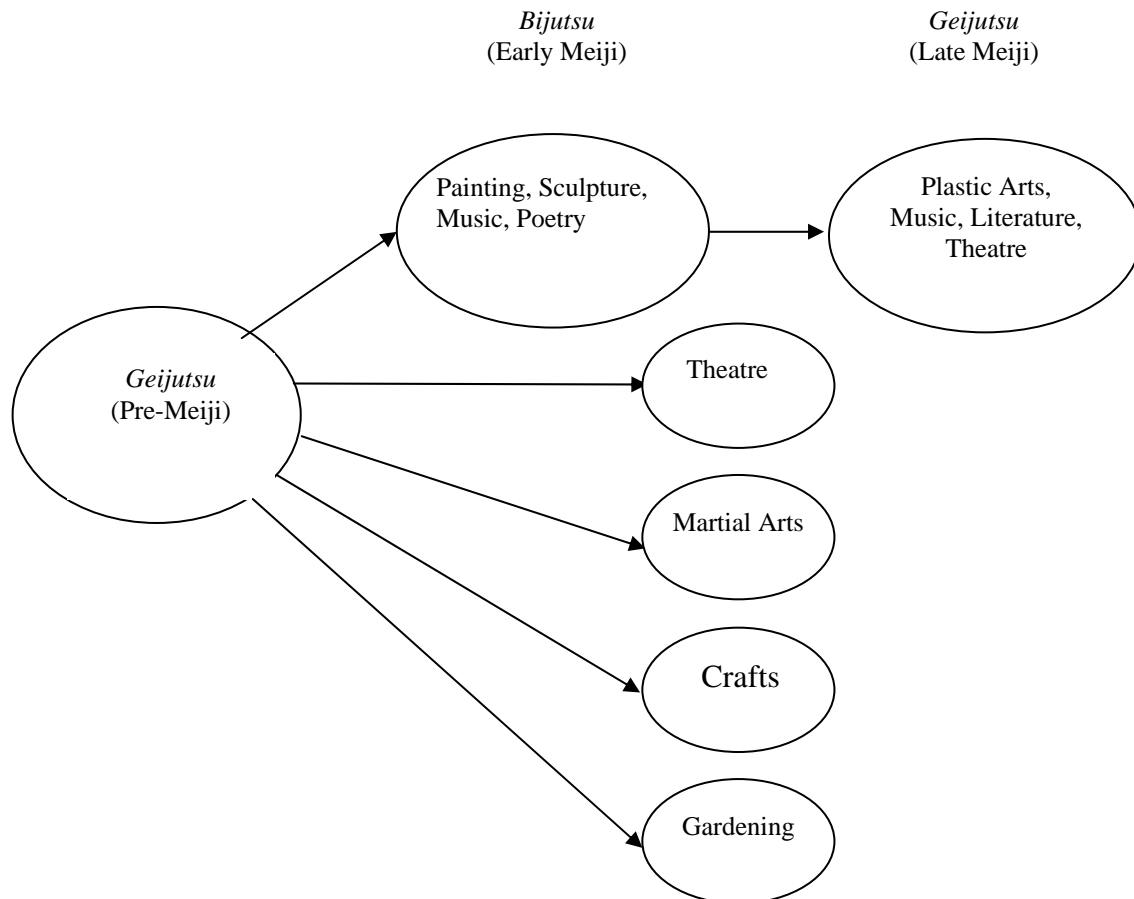 Bijutsu
(Early Meiji)
Geijutsu
(Late Meiji)
Painting, Sculpture,
Music, Poetry
Plastic Arts,
Music, Literature,
Theatre
Geijutsu
(Pre-Meiji)
Theatre
Martial Arts
Crafts
Gardening